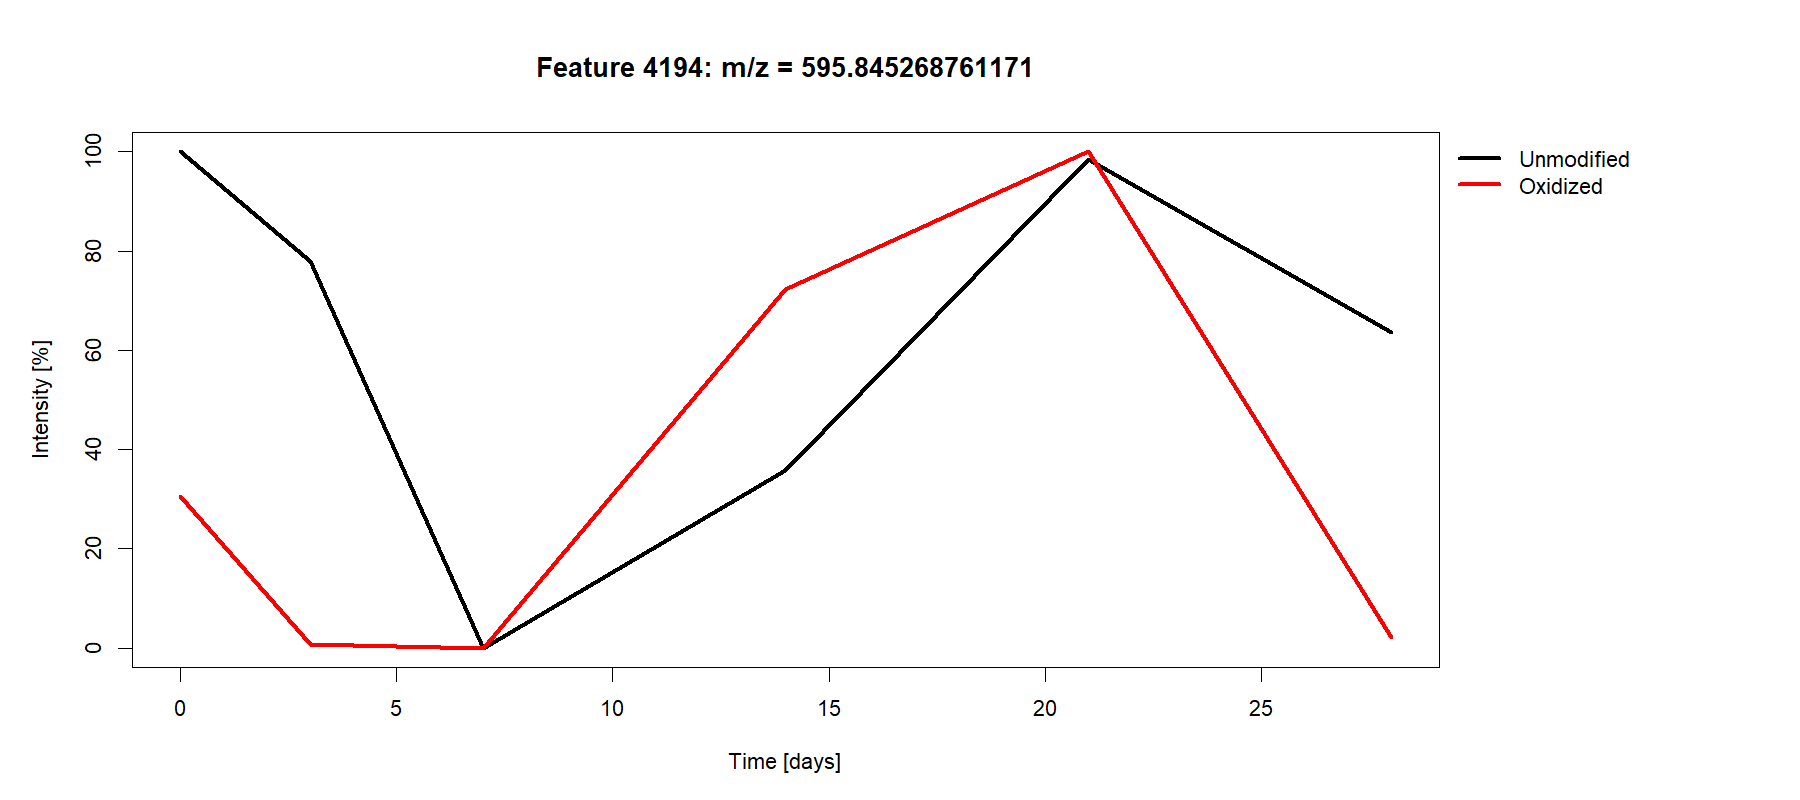 Feature 4194: m/z = 595.845268761171
Unmodified
Oxidized
Intensity [%]
100
80
60
40
20
0
0 5 10 15 20 25
Time [days]